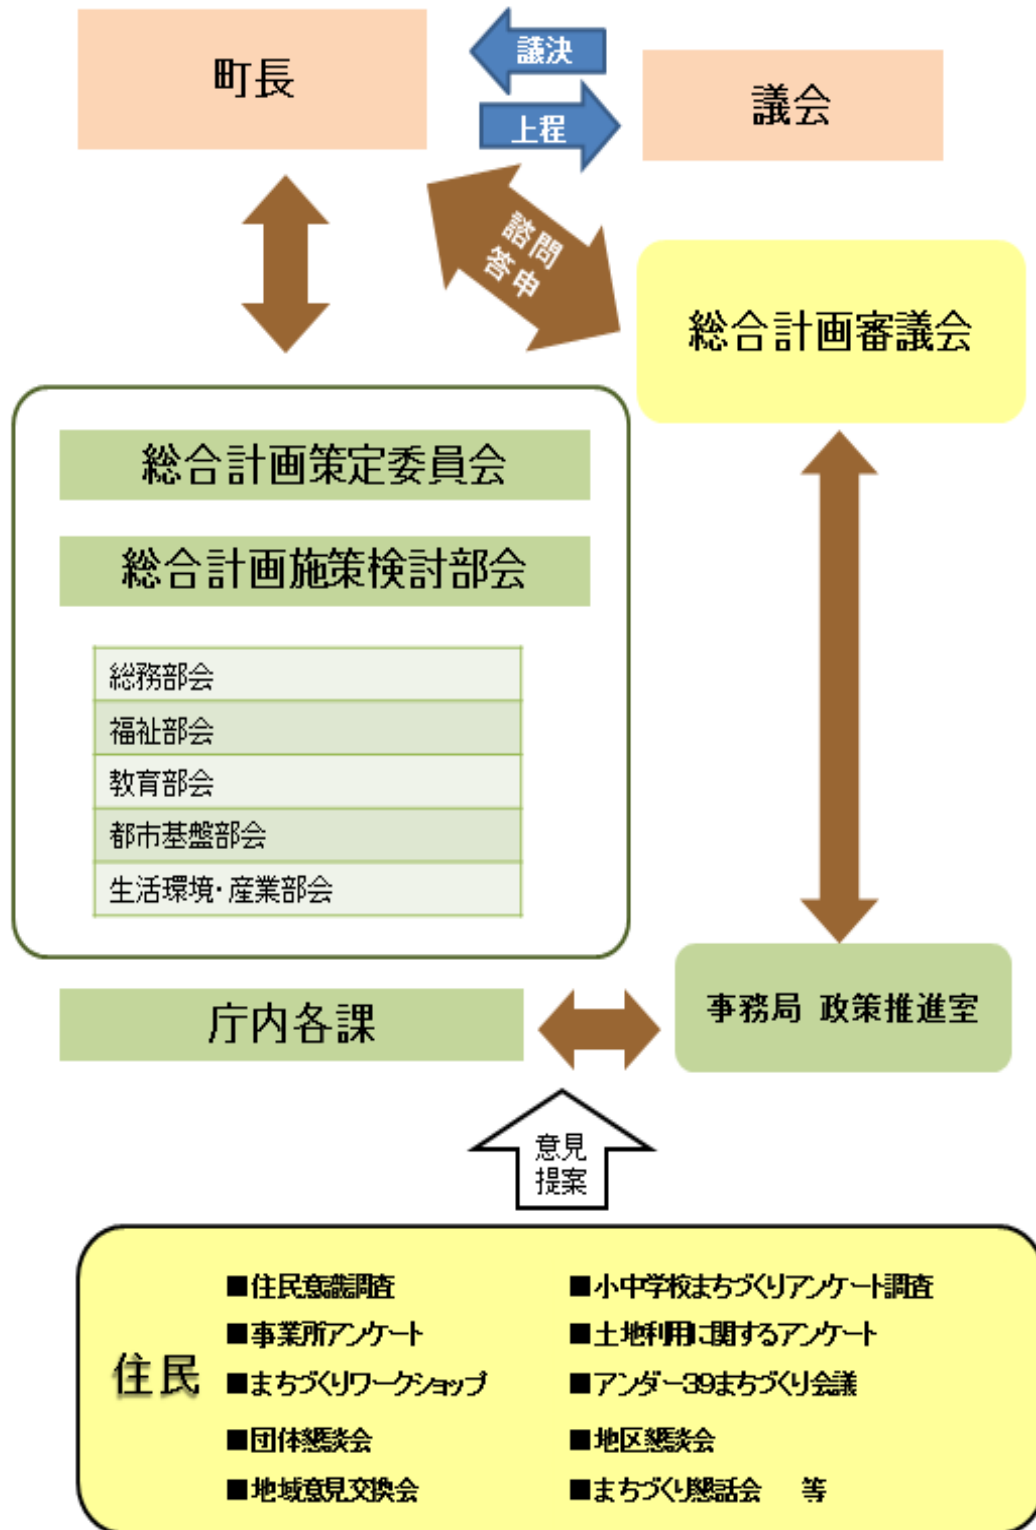 町長
議決
上程
議会
諮問
答申
総合計画審議会
総合計画策定委員会
総合計画施策検討部会
総務部会
福祉部会
教育部会
都市基盤部会
生活環境・産業部会
庁内各課
事務局 政策推進室
意見
提案
住民
■住民意識調査
■事業所アンケート
■まちづくりワークショップ
■団体懇談会
■地域意見交換会
■小中学校まちづくりアンケート調査
■土地利用に関するアンケート
■アンダー39まちづくり会議
■地区懇談会
■まちづくり懇話会 等